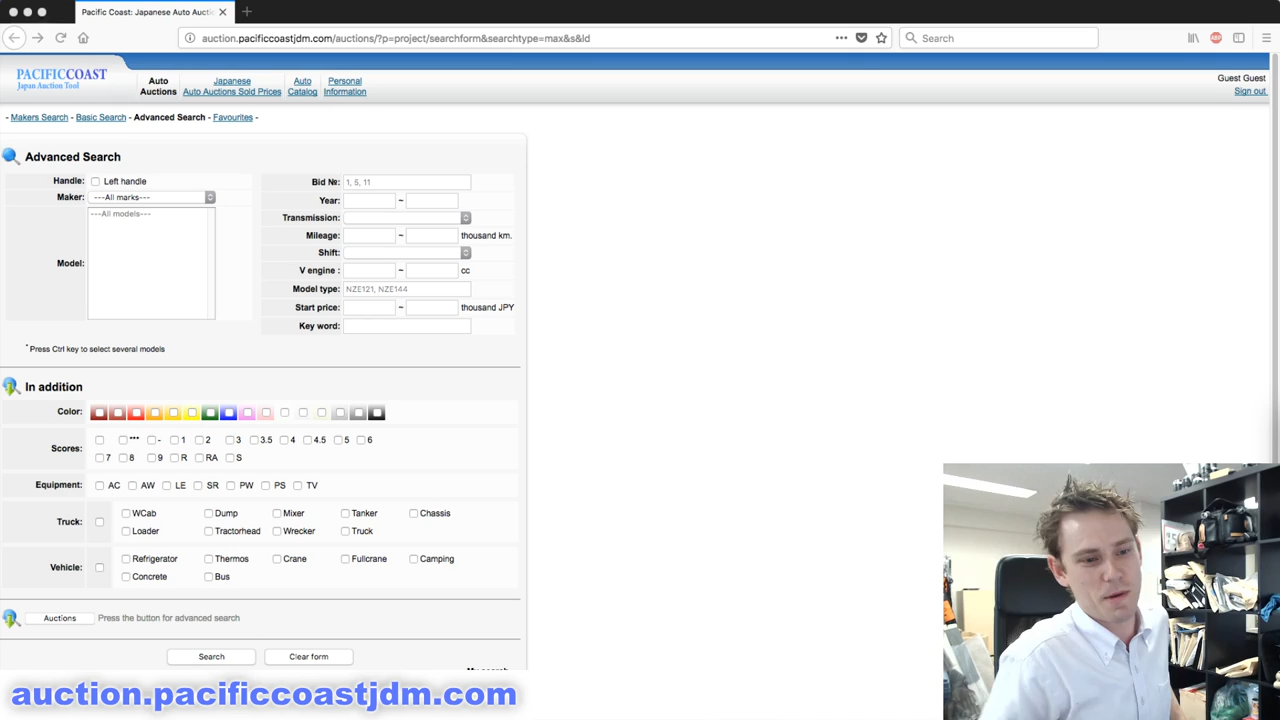 Pacific Coast: Japanese Auto Auctic
auction.pacificcoastjdm.com/auctions/?p=project/searchform&searchtype=max&s&ld
Search
ABP
PACIFICCOAST
Japan Auction Tool
Auto Auctions
Japanese Auto Auctions Sold Prices
Auto Catalog
Personal Information
Guest Guest
Sign out
- Makers Search - Basic Search - Advanced Search - Favourites -
Advanced Search
Handle: Left handle
Maker: ---All marks---
Model: ---All models---
Bid №: 1, 5, 11
Year: ~
Transmission:
Mileage: ~ thousand km.
Shift:
V engine : ~ cc
Model type: NZE121, NZE144
Start price: ~ thousand JPY
Key word:
* Press Ctrl key to select several models
In addition
Color:
Scores: *** - 1 2 3 3.5 4 4.5 5 6
7 8 9 R RA S
Equipment: AC AW LE SR PW PS TV
Truck: WCab Dump Mixer Tanker Chassis
Loader Tractorhead Wrecker Truck
Vehicle: Refrigerator Thermos Crane Fullcrane Camping
Concrete Bus
Auctions Press the button for advanced search
Search Clear form
auction.pacificcoastjdm.com